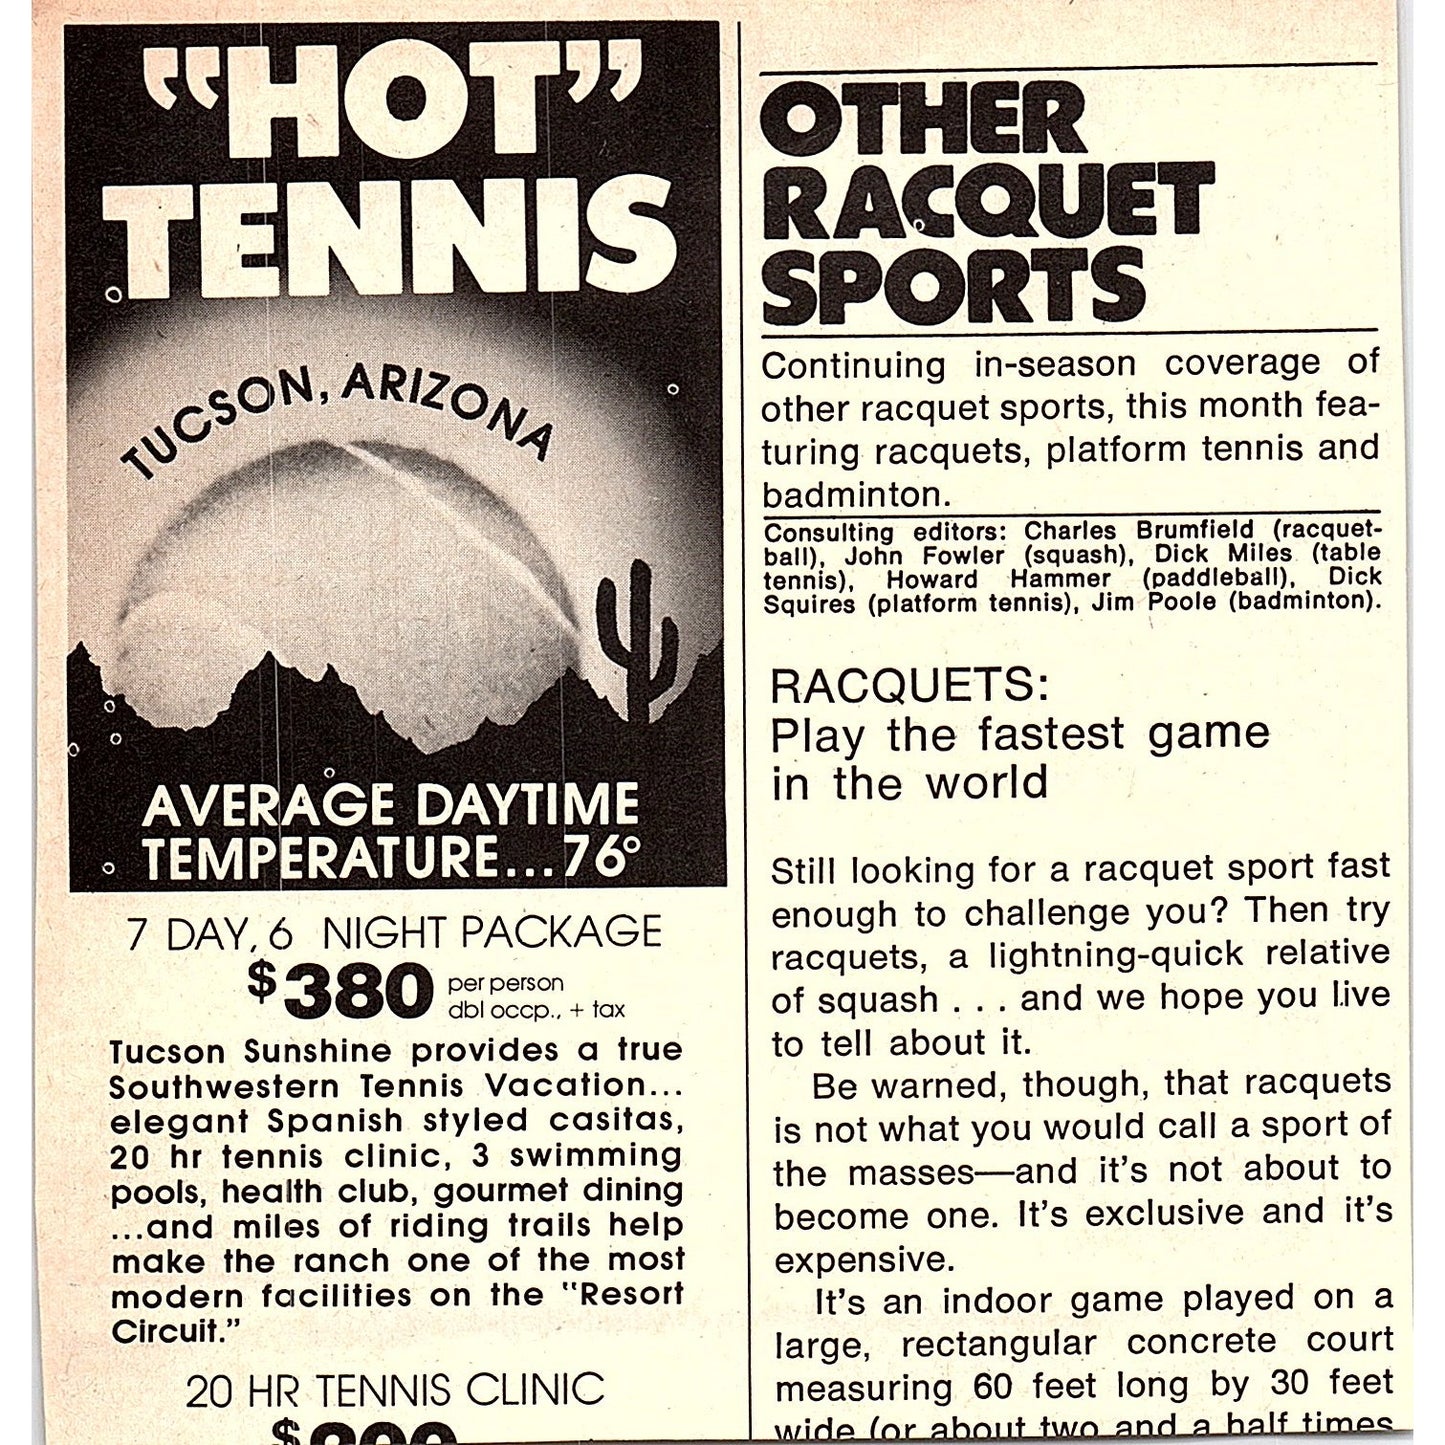 “HOT”
TENNIS
TUCSON, ARIZONA
AVERAGE DAYTIME
TEMPERATURE...76°
7 DAY, 6 NIGHT PACKAGE
$380 per person
dbl occp., + tax
Tucson Sunshine provides a true
Southwestern Tennis Vacation...
elegant Spanish styled casitas,
20 hr tennis clinic, 3 swimming
pools, health club, gourmet dining
...and miles of riding trails help
make the ranch one of the most
modern facilities on the “Resort
Circuit.”
20 HR TENNIS CLINIC
OTHER
RACQUET
SPORTS
Continuing in-season coverage of
other racquet sports, this month fea-
turing racquets, platform tennis and
badminton.
Consulting editors: Charles Brumfield (racquet-
ball), John Fowler (squash), Dick Miles (table
tennis), Howard Hammer (paddleball), Dick
Squires (platform tennis), Jim Poole (badminton).
RACQUETS:
Play the fastest game
in the world
Still looking for a racquet sport fast
enough to challenge you? Then try
racquets, a lightning-quick relative
of squash . . . and we hope you live
to tell about it.
Be warned, though, that racquets
is not what you would call a sport of
the masses—and it's not about to
become one. It's exclusive and it's
expensive.
It's an indoor game played on a
large, rectangular concrete court
measuring 60 feet long by 30 feet
wide (or about two and a half times